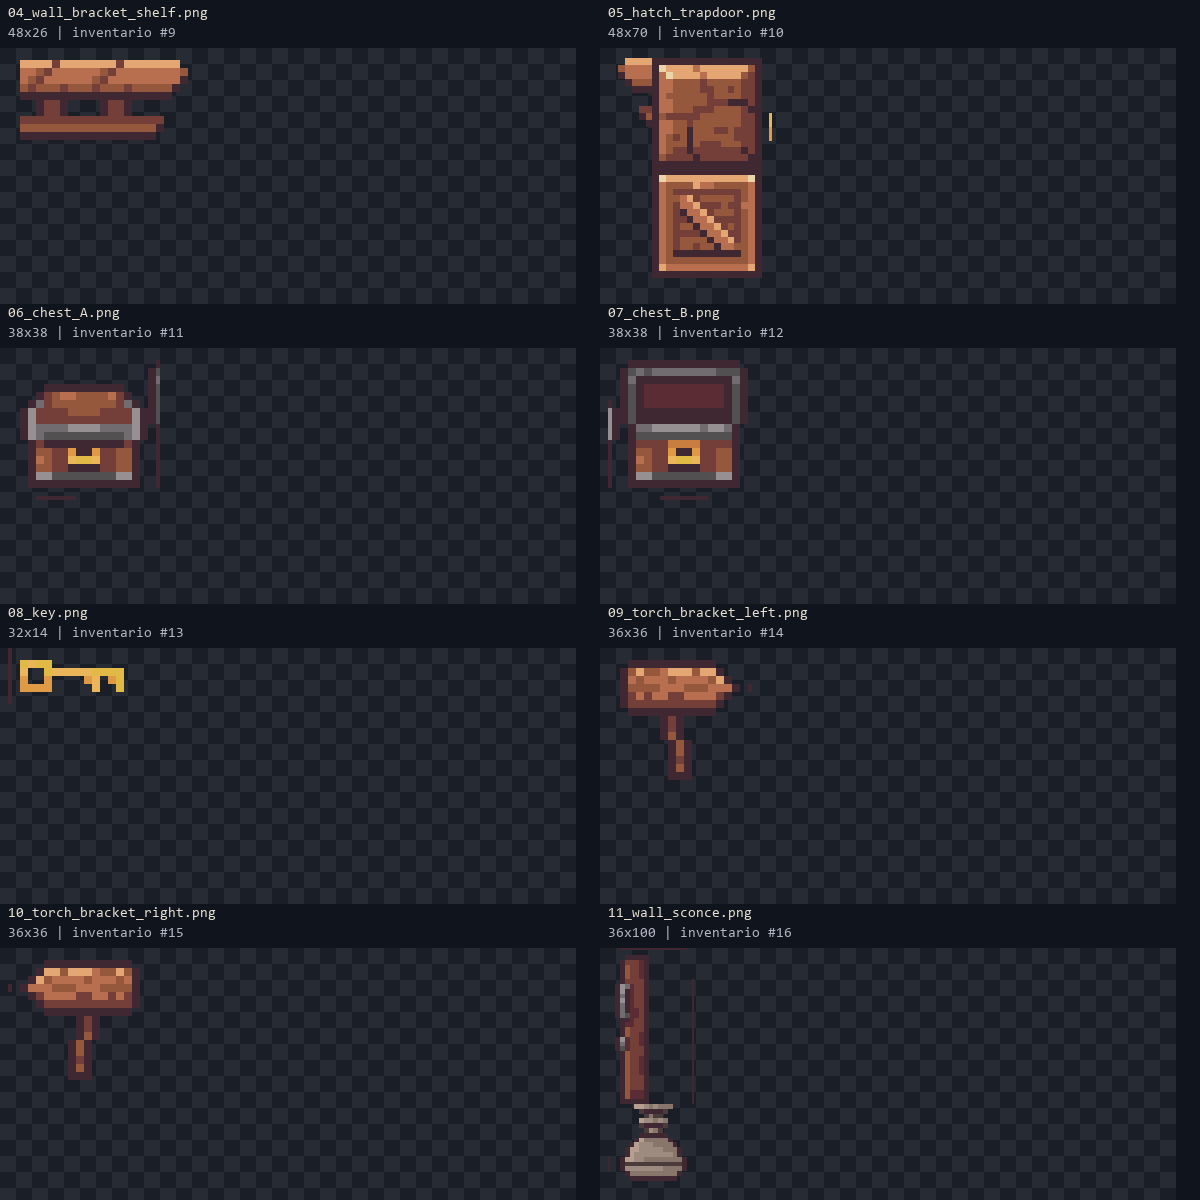 04_wall_bracket_shelf.png
48x26 | inventario #9
05_hatch_trapdoor.png
48x70 | inventario #10
06_chest_A.png
38x38 | inventario #11
07_chest_B.png
38x38 | inventario #12
08_key.png
32x14 | inventario #13
09_torch_bracket_left.png
36x36 | inventario #14
10_torch_bracket_right.png
36x36 | inventario #15
11_wall_sconce.png
36x100 | inventario #16